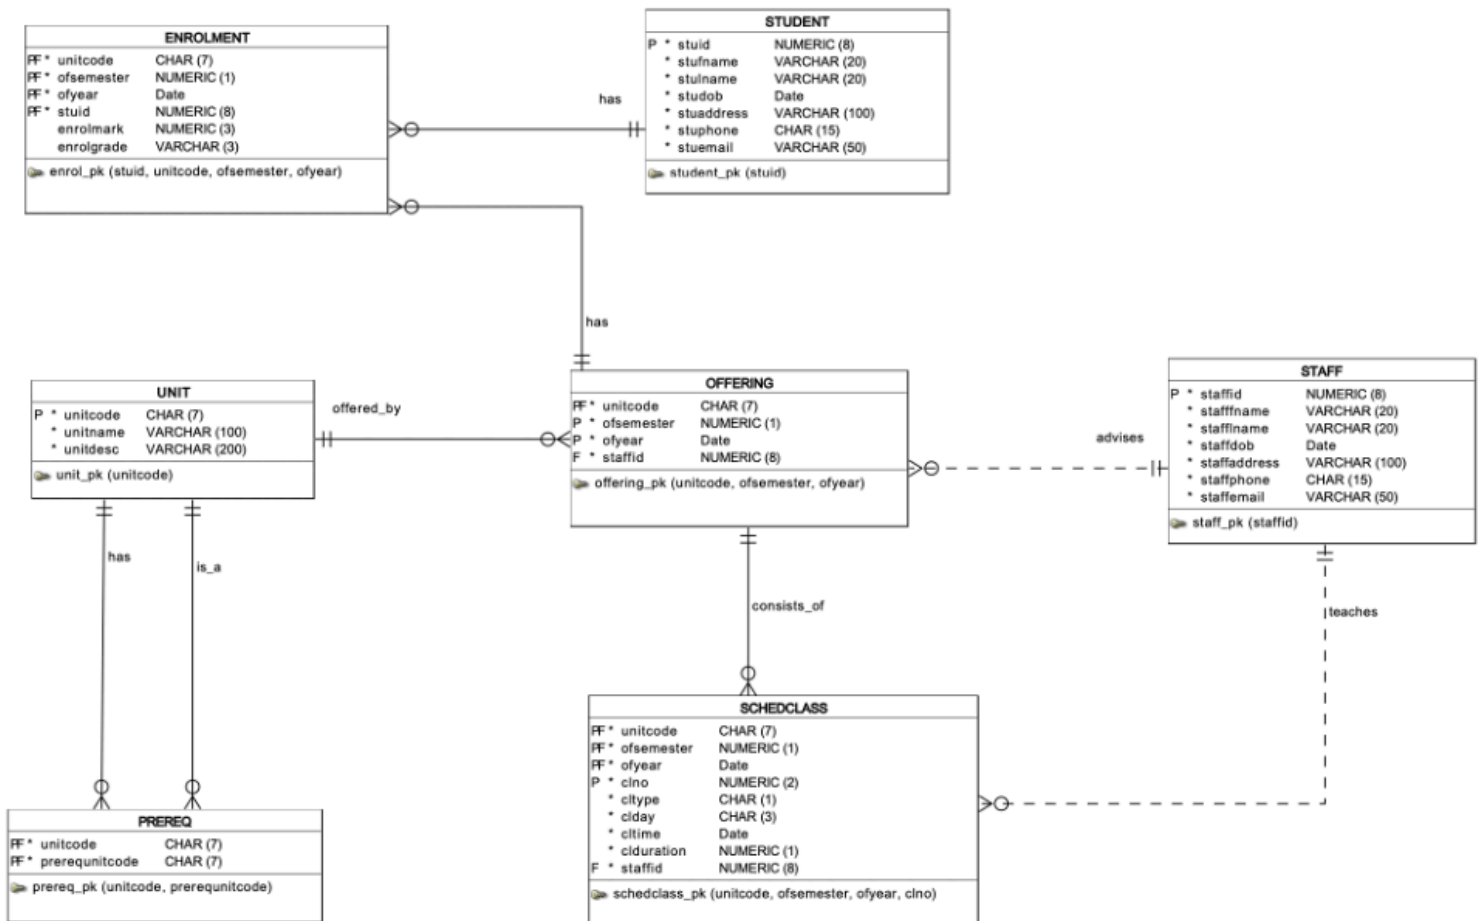 ENROLMENT
PF * unitcode CHAR (7)
PF * ofsemester NUMERIC (1)
PF * ofyear Date
PF * stuid NUMERIC (8)
enrolmark NUMERIC (3)
enrolgrade VARCHAR (3)
enrol_pk (stuid, unitcode, ofsemester, ofyear)
has
STUDENT
P * stuid NUMERIC (8)
* stufname VARCHAR (20)
* stulname VARCHAR (20)
* studob Date
* stuaddress VARCHAR (100)
* stuphone CHAR (15)
* stuemail VARCHAR (50)
student_pk (stuid)
has
UNIT
P * unitcode CHAR (7)
* unitname VARCHAR (100)
* unitdesc VARCHAR (200)
unit_pk (unitcode)
offered_by
OFFERING
PF * unitcode CHAR (7)
P * ofsemester NUMERIC (1)
P * ofyear Date
F * staffid NUMERIC (8)
offering_pk (unitcode, ofsemester, ofyear)
advises
STAFF
P * staffid NUMERIC (8)
* stafffname VARCHAR (20)
* stafflname VARCHAR (20)
* staffdob Date
* staffaddress VARCHAR (100)
* staffphone CHAR (15)
* staffemail VARCHAR (50)
staff_pk (staffid)
has
is_a
consists_of
teaches
PREREQ
PF * unitcode CHAR (7)
PF * prerequnitcode CHAR (7)
prereq_pk (unitcode, prerequnitcode)
SCHEDCLASS
PF * unitcode CHAR (7)
PF * ofsemester NUMERIC (1)
PF * ofyear Date
P * clno NUMERIC (2)
* cltype CHAR (1)
* clday CHAR (3)
* cltime Date
* clduration NUMERIC (1)
F * staffid NUMERIC (8)
schedclass_pk (unitcode, ofsemester, ofyear, clno)